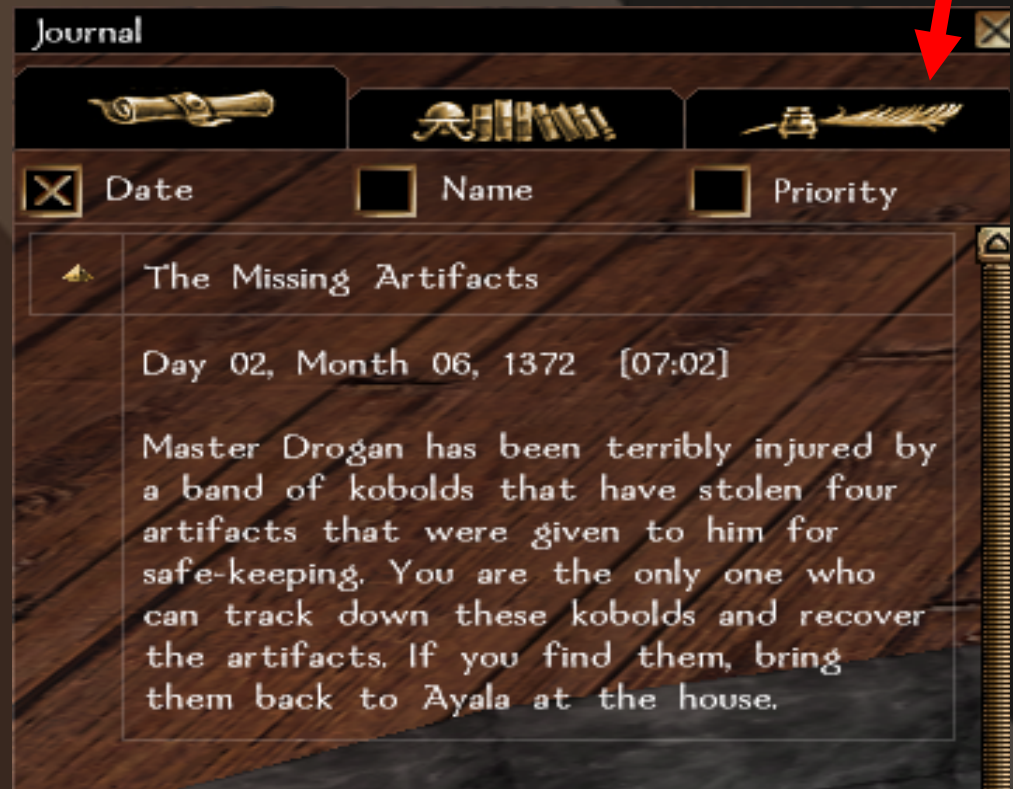 Journal
Date
Name
Priority
The Missing Artifacts
Day 02, Month 06, 1372 [07:02]
Master Drogan has been terribly injured by
a band of kobolds that have stolen four
artifacts that were given to him for
safe-keeping. You are the only one who
can track down these kobolds and recover
the artifacts. If you find them, bring
them back to Ayala at the house.